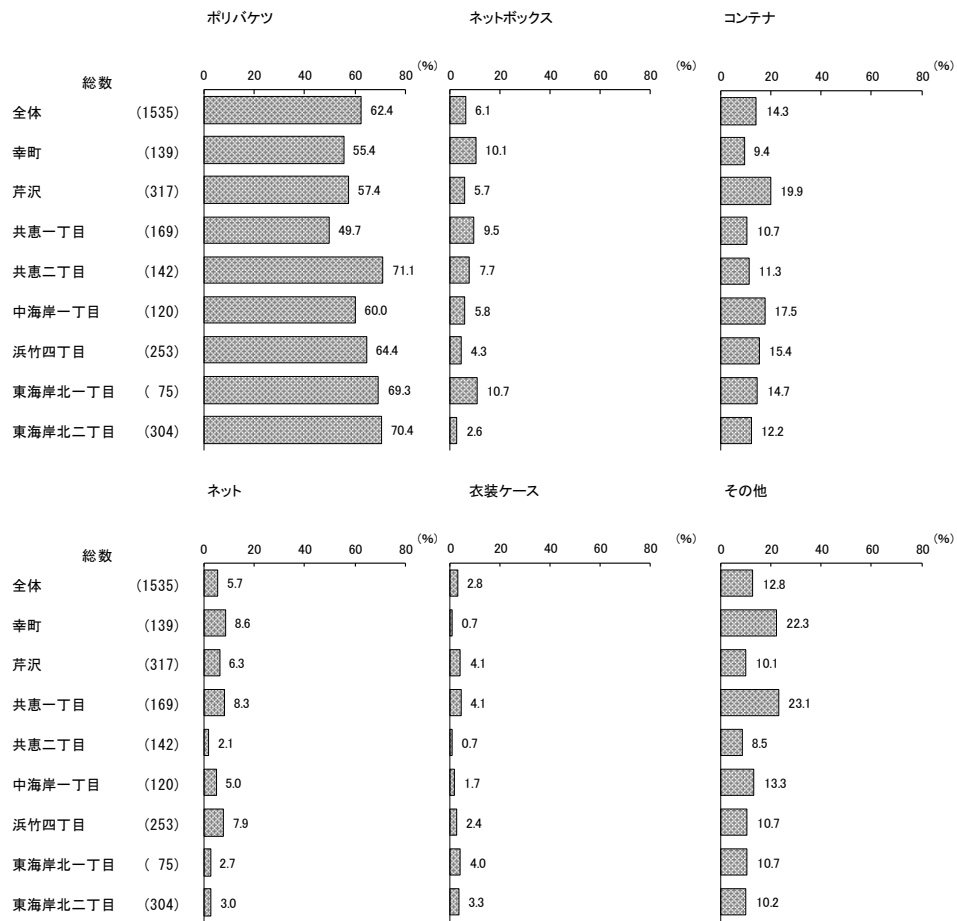 ポリバケツ ネットボックス コンテナ
総数 0 20 40 60 80 (%) 0 20 40 60 80 (%) 0 20 40 60 80 (%)
全体 (1535) 62.4 6.1 14.3
幸町 (139) 55.4 10.1 9.4
芹沢 (317) 57.4 5.7 19.9
共恵一丁目 (169) 49.7 9.5 10.7
共恵二丁目 (142) 71.1 7.7 11.3
中海岸一丁目 (120) 60.0 5.8 17.5
浜竹四丁目 (253) 64.4 4.3 15.4
東海岸北一丁目 ( 75) 69.3 10.7 14.7
東海岸北二丁目 (304) 70.4 2.6 12.2
ネット 衣装ケース その他
総数 0 20 40 60 80 (%) 0 20 40 60 80 (%) 0 20 40 60 80 (%)
全体 (1535) 5.7 2.8 12.8
幸町 (139) 8.6 0.7 22.3
芹沢 (317) 6.3 4.1 10.1
共恵一丁目 (169) 8.3 4.1 23.1
共恵二丁目 (142) 2.1 0.7 8.5
中海岸一丁目 (120) 5.0 1.7 13.3
浜竹四丁目 (253) 7.9 2.4 10.7
東海岸北一丁目 ( 75) 2.7 4.0 10.7
東海岸北二丁目 (304) 3.0 3.3 10.2